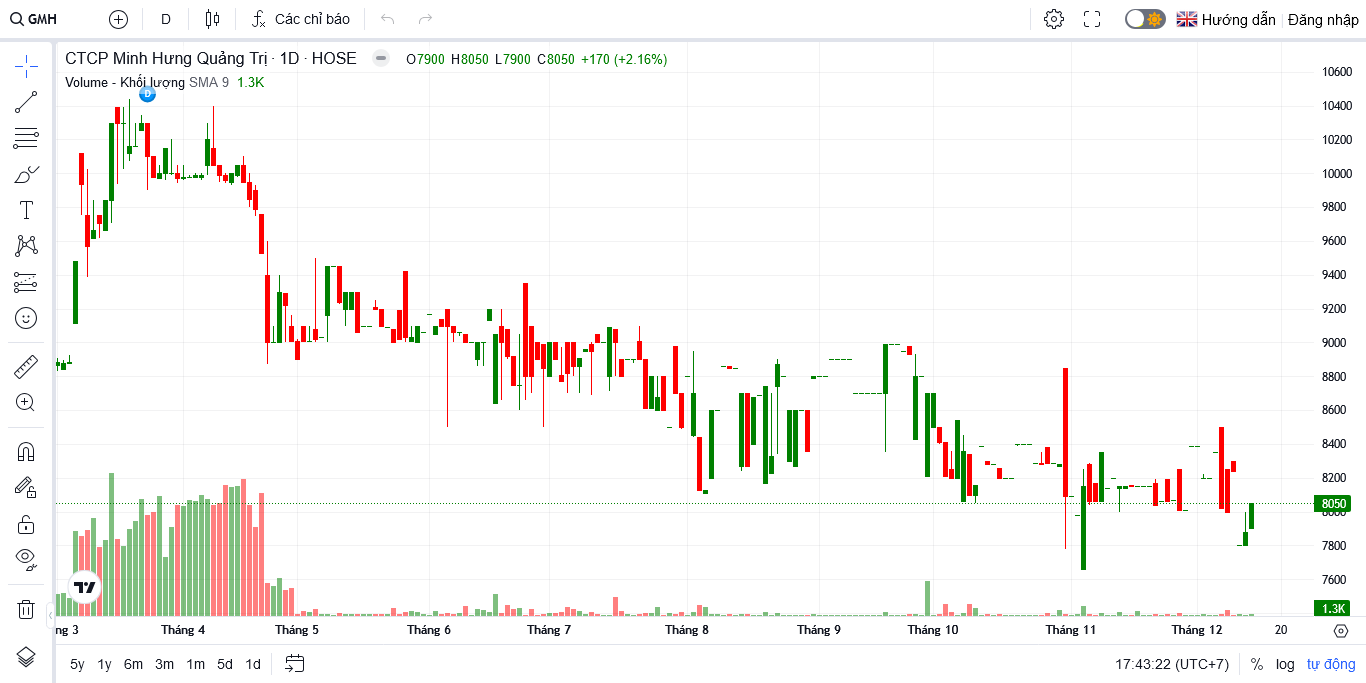 GMH D Các chỉ báo Hướng dẫn Đăng nhập
CTCP Minh Hưng Quảng Trị · 1D · HOSE O7900 H8050 L7900 C8050 +170 (+2.16%)
Volume - Khối lượng SMA 9 1.3K
D
10600
10400
10200
10000
9800
9600
9400
9200
9000
8800
8600
8400
8200
8050
8000
7800
7600
1.3K
ng 3 Tháng 4 Tháng 5 Tháng 6 Tháng 7 Tháng 8 Tháng 9 Tháng 10 Tháng 11 Tháng 12 20
5y 1y 6m 3m 1m 5d 1d 17:43:22 (UTC+7) % log tự động